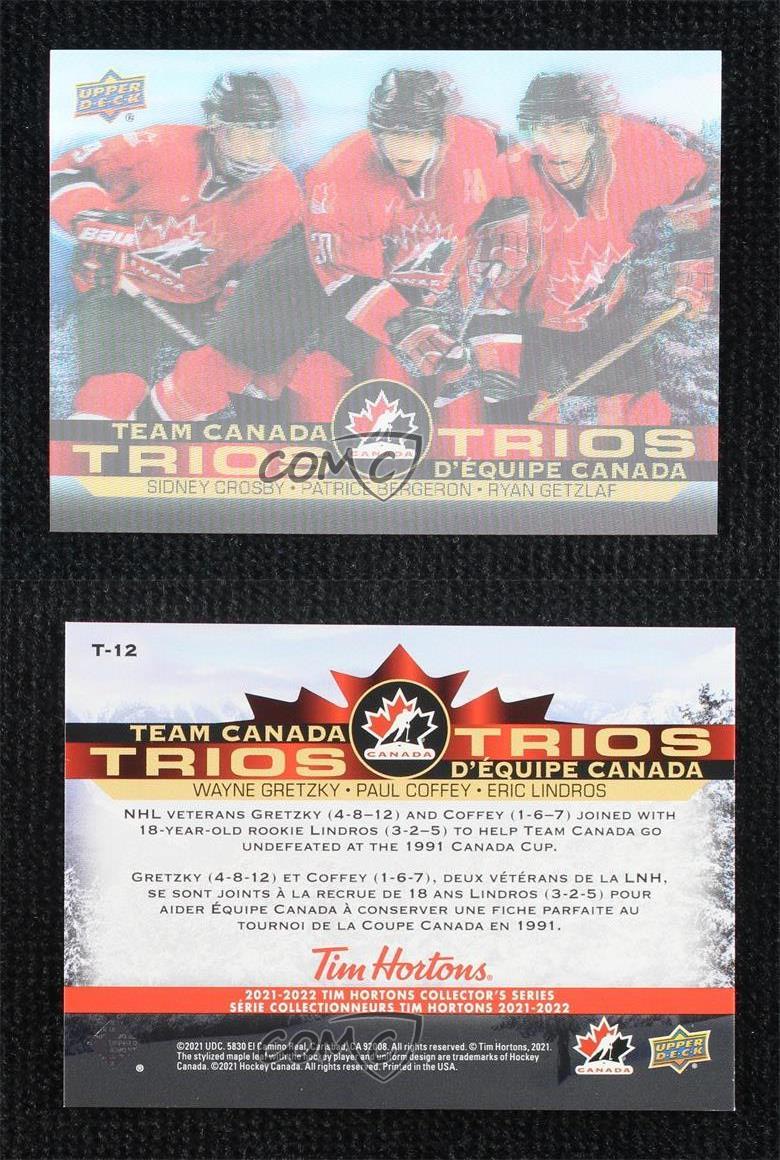 UPPER
D·E·C·K
BAU
CANADA
37
TEAM CANADA
TRIOS
CANADA
TRIOS
D'ÉQUIPE CANADA
SIDNEY CROSBY • PATRICE BERGERON • RYAN GETZLAF
COMC
T-12
TEAM CANADA
TRIOS
CANADA
TRIOS
D'ÉQUIPE CANADA
WAYNE GRETZKY • PAUL COFFEY • ERIC LINDROS
NHL VETERANS GRETZKY (4-8–12) AND COFFEY (1-6–7) JOINED WITH
18-YEAR-OLD ROOKIE LINDROS (3-2-5) TO HELP TEAM CANADA GO
UNDEFEATED AT THE 1991 CANADA CUP.
GRETZKY (4-8-12) ET COFFEY (1-6-7), DEUX VÉTÉRANS DE LA LNH,
SE SONT JOINTS À LA RECRUE DE 18 ANS LINDROS (3-2-5) POUR
AIDER ÉQUIPE CANADA À CONSERVER UNE FICHE PARFAITE AU
TOURNOI DE LA COUPE CANADA EN 1991.
Tim Hortons®
2021-2022 TIM HORTONS COLLECTOR'S SERIES
SÉRIE COLLECTIONNEURS TIM HORTONS 2021-2022
©2021 UDC. 5830 El Camino Real, Carlsbad, CA 92008. All rights reserved. © Tim Hortons, 2021.
The stylized maple leaf with the hockey player and uniform design are trademarks of Hockey
Canada. ©2021 Hockey Canada. All rights reserved. Printed in the USA.
COMC
CANADA
UPPER
D·E·C·K